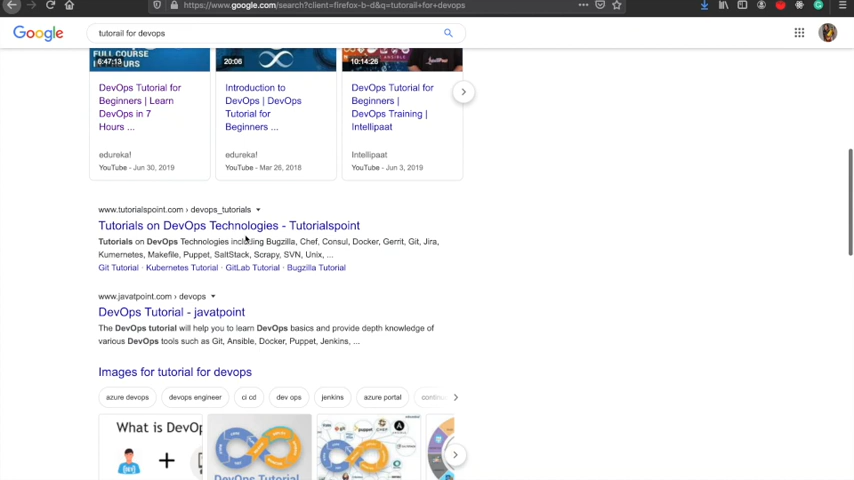 https://www.google.com/search?client=firefox-b-d&q=tutorail+for+devops
Google
tutorail for devops
FULL COURSE
6:47:13
20:06
10:14:26
DevOps Tutorial for
Beginners | Learn
DevOps in 7
Hours ...
edureka!
YouTube - Jun 30, 2019
Introduction to
DevOps | DevOps
Tutorial for
Beginners ...
edureka!
YouTube - Mar 26, 2018
DevOps Tutorial for
Beginners |
DevOps Training |
Intellipaat
Intellipaat
YouTube - Jun 3, 2019
www.tutorialspoint.com › devops_tutorials
Tutorials on DevOps Technologies - Tutorialspoint
Tutorials on DevOps Technologies including Bugzilla, Chef, Consul, Docker, Gerrit, Git, Jira,
Kumernetes, Makefile, Puppet, SaltStack, Scrapy, SVN, Unix, ...
Git Tutorial · Kubernetes Tutorial · GitLab Tutorial · Bugzilla Tutorial
www.javatpoint.com › devops
DevOps Tutorial - javatpoint
The DevOps tutorial will help you to learn DevOps basics and provide depth knowledge of
various DevOps tools such as Git, Ansible, Docker, Puppet, Jenkins, ...
Images for tutorial for devops
azure devops
devops engineer
ci cd
dev ops
jenkins
azure portal
What is DevOp
DevOps Tutorial